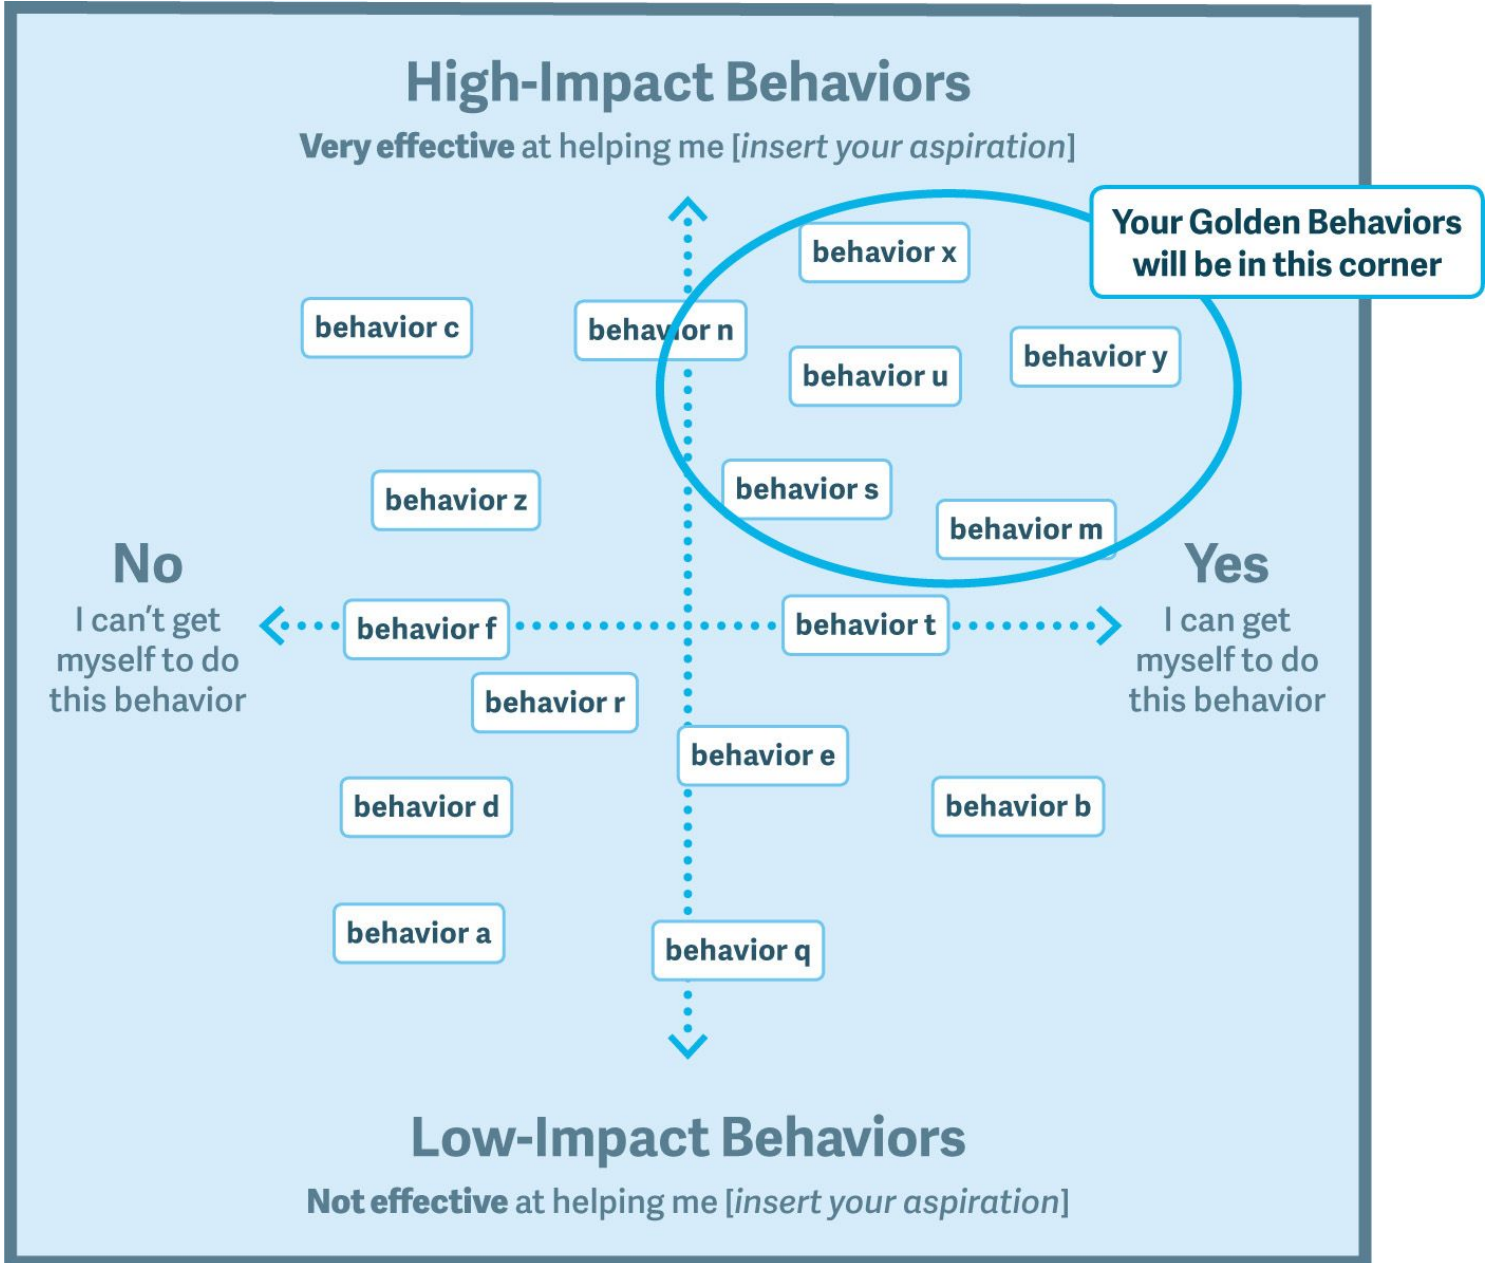 High-Impact Behaviors
Very effective at helping me [insert your aspiration]
Your Golden Behaviors
will be in this corner
behavior x
behavior c
behavior n
behavior y
behavior u
behavior z
behavior s
behavior m
No
I can't get
myself to do
this behavior
Yes
I can get
myself to do
this behavior
behavior f
behavior t
behavior r
behavior e
behavior d
behavior b
behavior a
behavior q
Low-Impact Behaviors
Not effective at helping me [insert your aspiration]